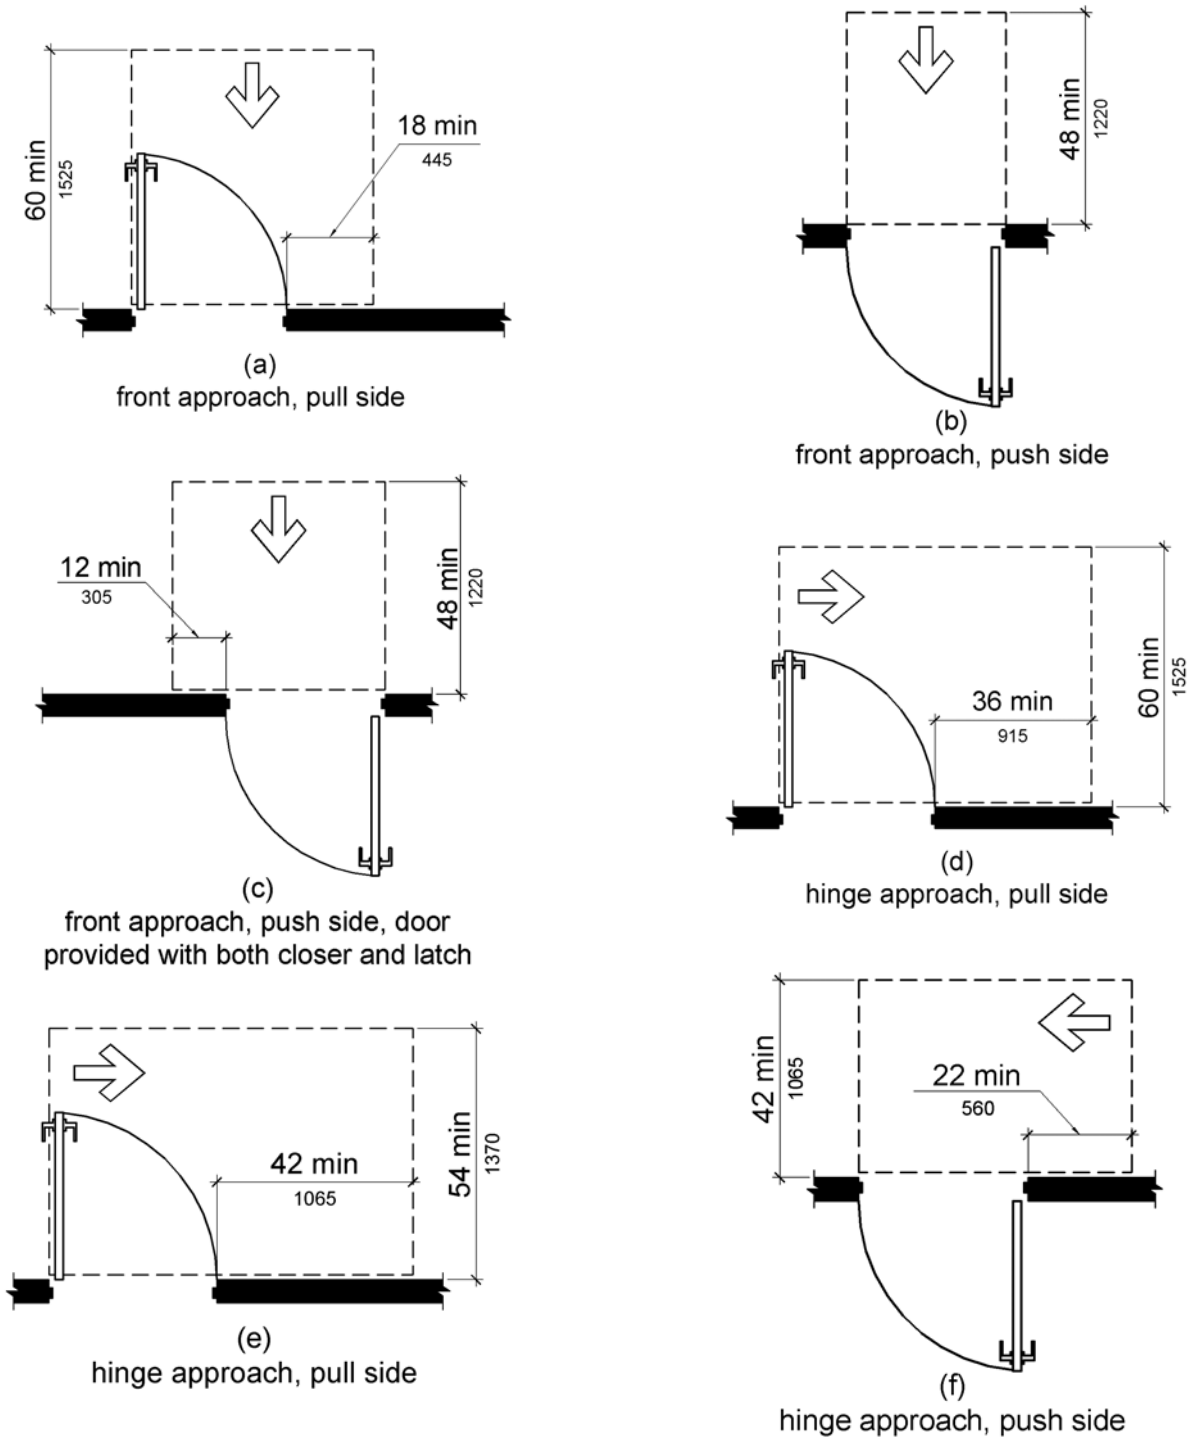 60 min
1525
18 min
445
(a)
front approach, pull side
48 min
1220
(b)
front approach, push side
12 min
305
48 min
1220
(c)
front approach, push side, door
provided with both closer and latch
36 min
915
60 min
1525
(d)
hinge approach, pull side
42 min
1065
54 min
1370
(e)
hinge approach, pull side
42 min
1065
22 min
560
(f)
hinge approach, push side